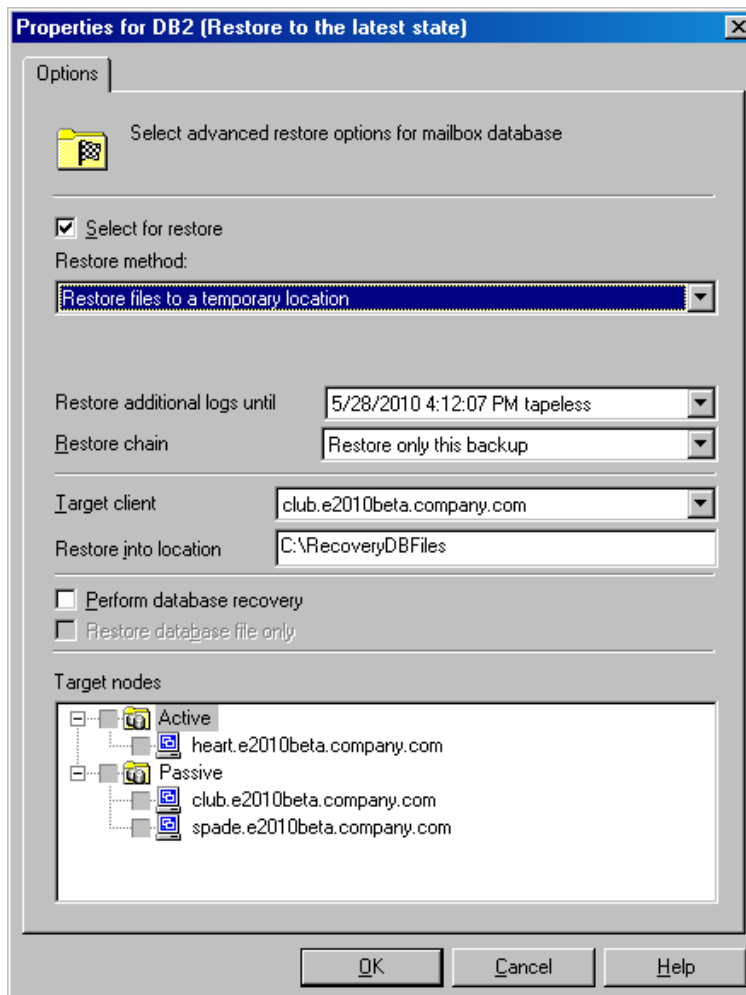 Properties for DB2 (Restore to the latest state)
Options
Select advanced restore options for mailbox database
Select for restore
Restore method:
Restore files to a temporary location
Restore additional logs until 5/28/2010 4:12:07 PM tapeless
Restore chain Restore only this backup
Target client club.e2010beta.company.com
Restore into location C:\RecoveryDBFiles
Perform database recovery
Restore database file only
Target nodes
Active
heart.e2010beta.company.com
Passive
club.e2010beta.company.com
spade.e2010beta.company.com
OK Cancel Help